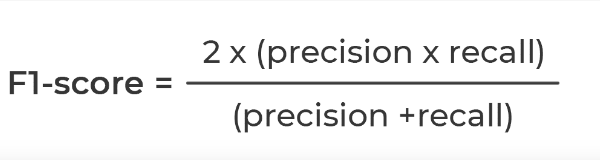 2 x (precision x recall)
F1-score =
(precision +recall)